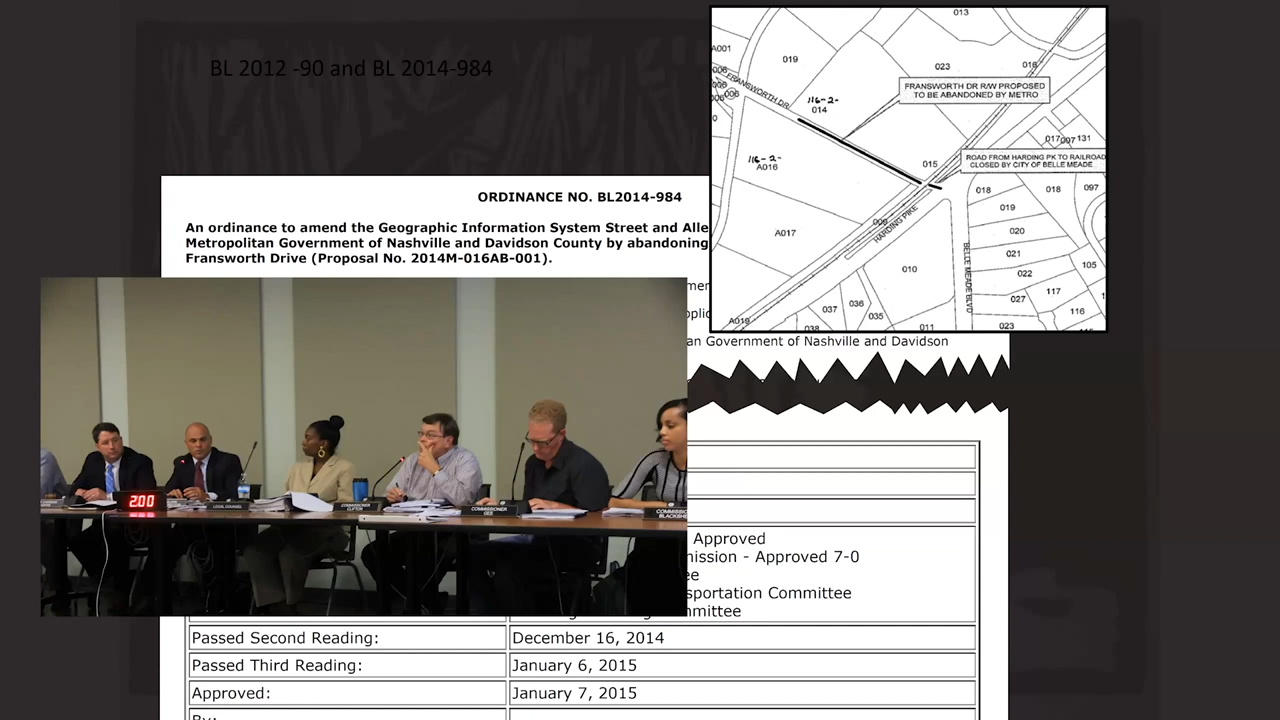 BL 2012 -90 and BL 2014-984
ORDINANCE NO. BL2014-984
An ordinance to amend the Geographic Information System Street and Alle
Metropolitan Government of Nashville and Davidson County by abandoning
Fransworth Drive (Proposal No. 2014M-016AB-001).
an Government of Nashville and Davidson
013
A001
019
023
016
006
FRANSWORTH DR
006
FRANSWORTH DR R/W PROPOSED
TO BE ABANDONED BY METRO
116-2-
014
0
017
007
131
116-2-
A016
015
ROAD FROM HARDING PK TO RAILROAD
CLOSED BY CITY OF BELLE MEADE
018
018
097
019
009
HARDING PIKE
A017
020
BELLE MEADE BLVD
021
105
010
022
117
027
036
037
035
116
A019
038
011
023
2:00
LEGAL COUNSEL
COMMISSIONER
CLIFTON
COMMISSIONER
GEE
Approved
mission - Approved 7-0
ee
sportation Committee
mmittee
Passed Second Reading: December 16, 2014
Passed Third Reading: January 6, 2015
Approved: January 7, 2015
By: